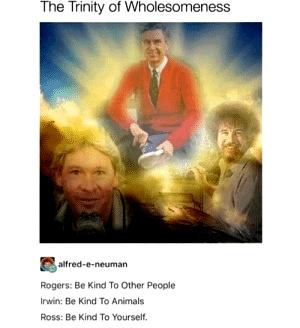 The Trinity of Wholesomeness
alfred-e-neuman
Rogers: Be Kind To Other People
Irwin: Be Kind To Animals
Ross: Be Kind To Yourself.